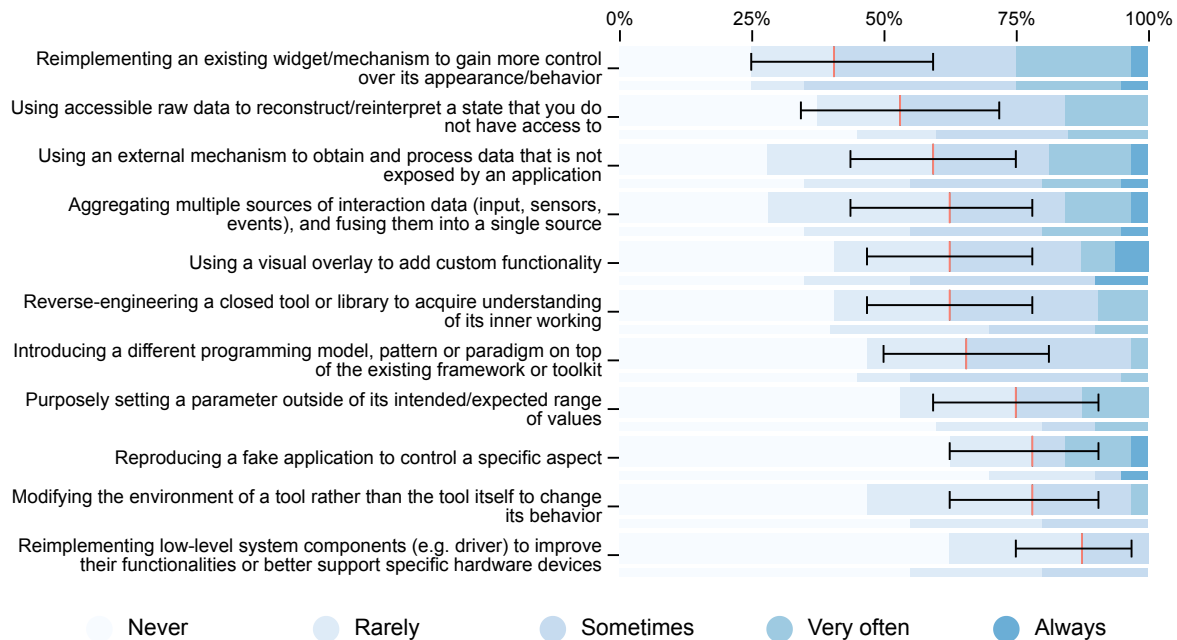 0% 25% 50% 75% 100%
Reimplementing an existing widget/mechanism to gain more control
over its appearance/behavior
Using accessible raw data to reconstruct/reinterpret a state that you do
not have access to
Using an external mechanism to obtain and process data that is not
exposed by an application
Aggregating multiple sources of interaction data (input, sensors,
events), and fusing them into a single source
Using a visual overlay to add custom functionality
Reverse-engineering a closed tool or library to acquire understanding
of its inner working
Introducing a different programming model, pattern or paradigm on top
of the existing framework or toolkit
Purposely setting a parameter outside of its intended/expected range
of values
Reproducing a fake application to control a specific aspect
Modifying the environment of a tool rather than the tool itself to change
its behavior
Reimplementing low-level system components (e.g. driver) to improve
their functionalities or better support specific hardware devices
Never Rarely Sometimes Very often Always